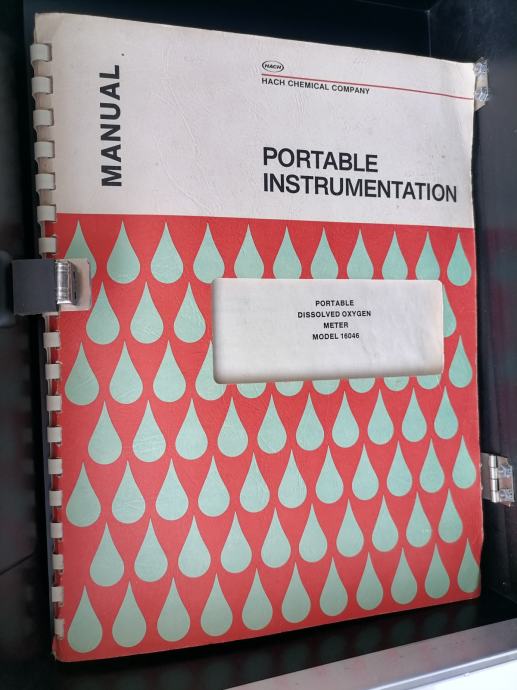 MANUAL
HACH
HACH CHEMICAL COMPANY
PORTABLE
INSTRUMENTATION
PORTABLE
DISSOLVED OXYGEN
METER
MODEL 16046